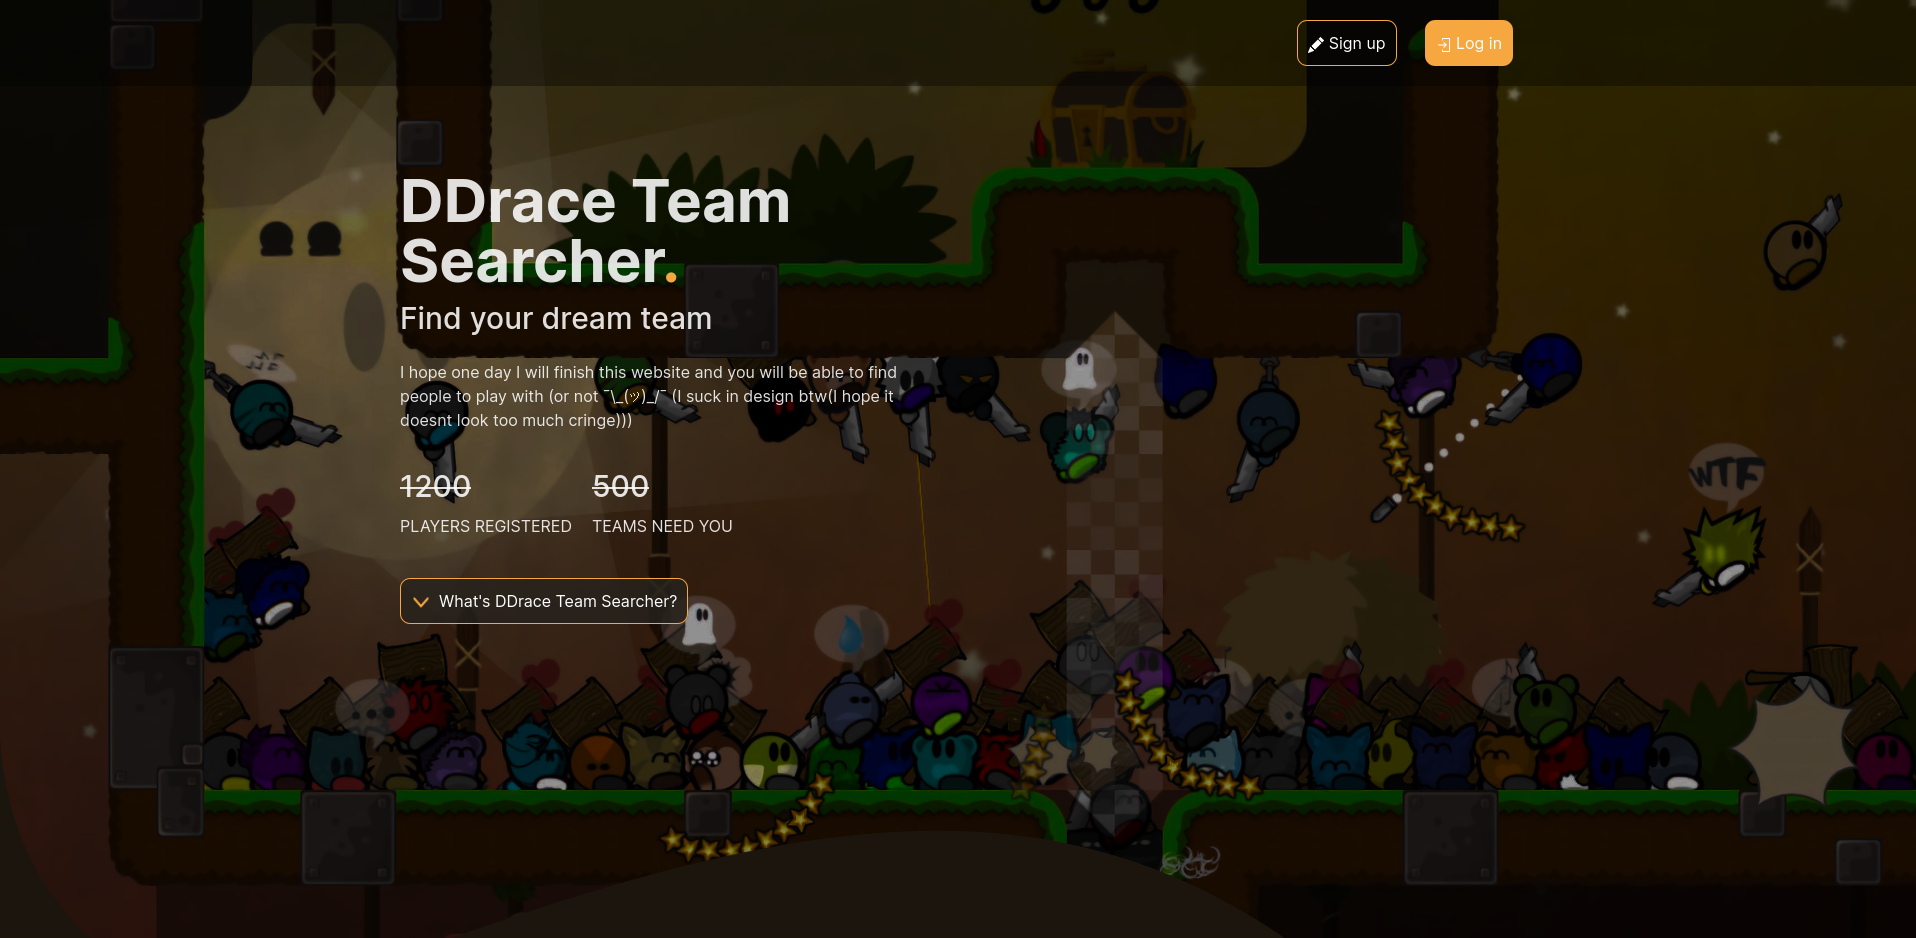 Sign up
Log in
DDrace Team
Searcher.
Find your dream team
I hope one day I will finish this website and you will be able to find
people to play with (or not ¯\_(ツ)_/¯ (I suck in design btw(I hope it
doesnt look too much cringe)))
1200 500
PLAYERS REGISTERED TEAMS NEED YOU
What's DDrace Team Searcher?
WTF